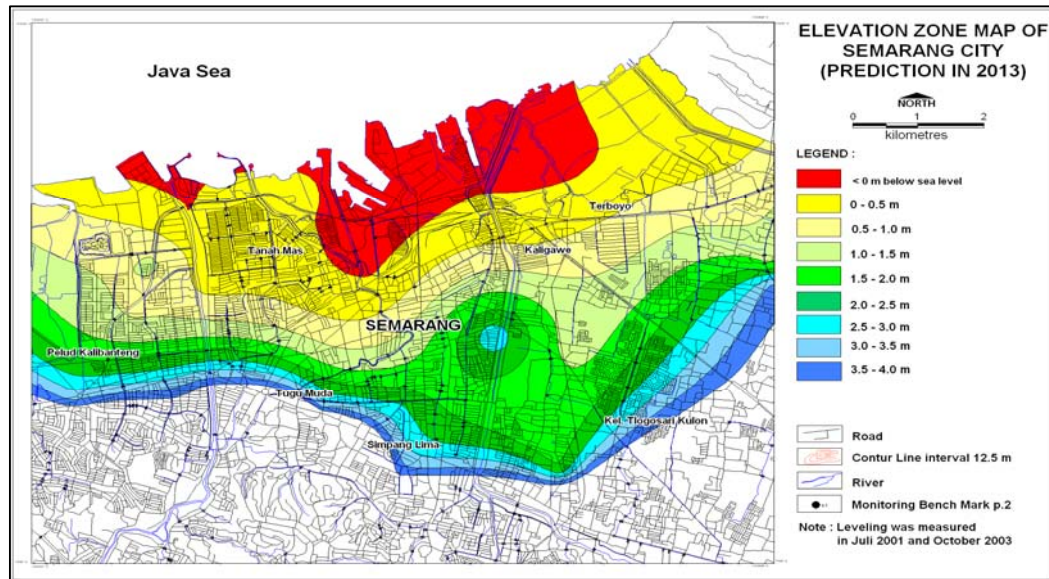 Java Sea
Terboyo
Tanah Mas
Kaligawe
SEMARANG
Pelud Kalibanteng
Tugu Muda
Kel. Tlogosari Kulon
Simpang Lima
ELEVATION ZONE MAP OF
SEMARANG CITY
(PREDICTION IN 2013)
NORTH
0 1 2
kilometres
LEGEND :
< 0 m below sea level
0 - 0.5 m
0.5 - 1.0 m
1.0 - 1.5 m
1.5 - 2.0 m
2.0 - 2.5 m
2.5 - 3.0 m
3.0 - 3.5 m
3.5 - 4.0 m
Road
Contur Line interval 12.5 m
River
Monitoring Bench Mark p.2
Note : Leveling was measured
in Juli 2001 and October 2003